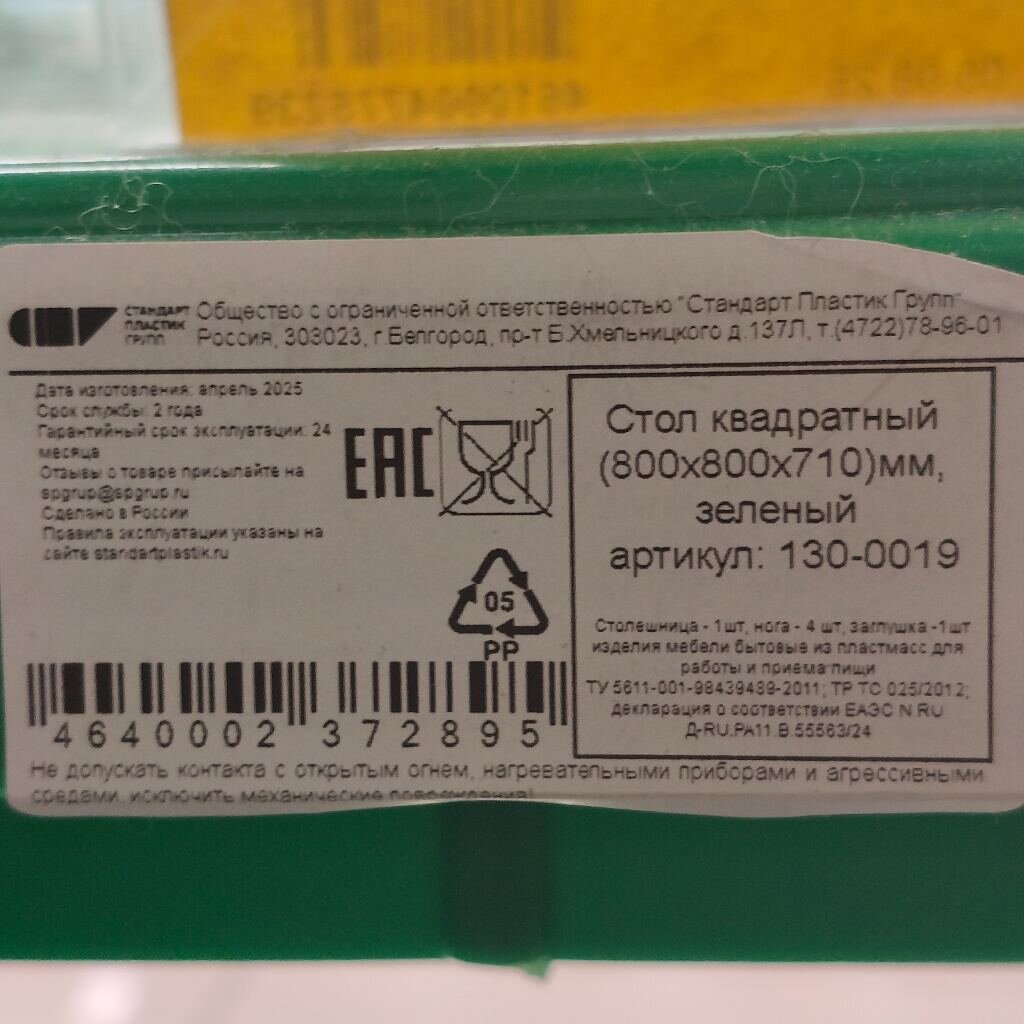 4610094775239
СТАНДАРТ
ПЛАСТИК
ГРУПП
Общество с ограниченной ответственностью "Стандарт Пластик Групп"
Россия, 303023, г.Белгород, пр-т Б.Хмельницкого д.137Л, т.(4722)78-96-01
Дата изготовления: апрель 2025
Срок службы: 2 года
Гарантийный срок эксплуатации: 24
месяца
Отзывы о товаре присылайте на
spgrup@spgrup.ru
Сделано в России
Правила эксплуатации указаны на
сайте standartplastik.ru
EAC
05
PP
4640002 372895
Стол квадратный
(800х800х710)мм,
зеленый
артикул: 130-0019
Столешница - 1шт, нога - 4 шт, заглушка -1шт
изделия мебели бытовые из пластмасс для
работы и приема пищи
ТУ 5611-001-98439489-2011; ТР ТС 025/2012;
декларация о соответствии ЕАЭС N RU
Д-RU.РА11.В.55563/24
Не допускать контакта с открытым огнем, нагревательными приборами и агрессивными
средами, исключить механические повреждения!